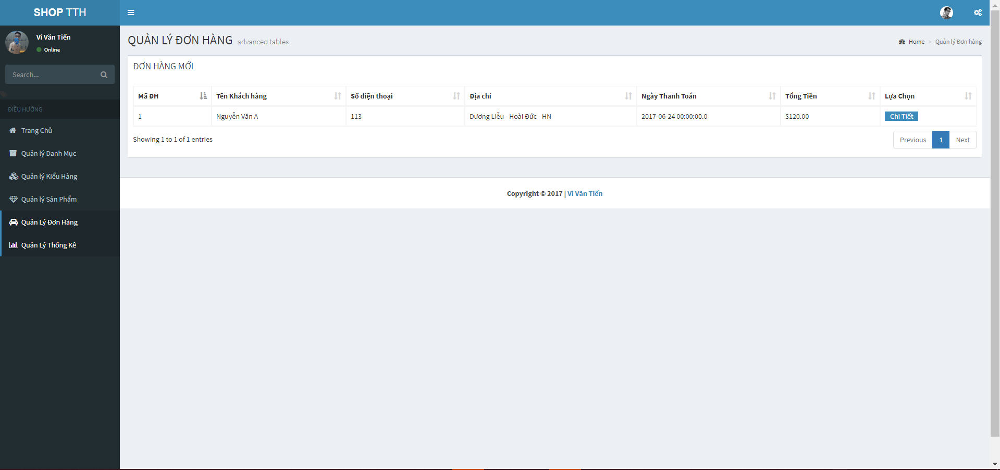 SHOP TTH
Vi Văn Tiến
Online
Search...
ĐIỀU HƯỚNG
Trang Chủ
Quản lý Danh Mục
Quản lý Kiểu Hàng
Quản lý Sản Phẩm
Quản Lý Đơn Hàng
Quản Lý Thống Kê
QUẢN LÝ ĐƠN HÀNG advanced tables
Home > Quản lý Đơn hàng
ĐƠN HÀNG MỚI
Mã ĐH Tên Khách hàng Số điện thoại Địa chỉ Ngày Thanh Toán Tổng Tiền Lựa Chọn
1 Nguyễn Văn A 113 Dương Liễu - Hoài Đức - HN 2017-06-24 00:00:00.0 $120.00 Chi Tiết
Showing 1 to 1 of 1 entries
Previous 1 Next
Copyright © 2017 | Vi Văn Tiến